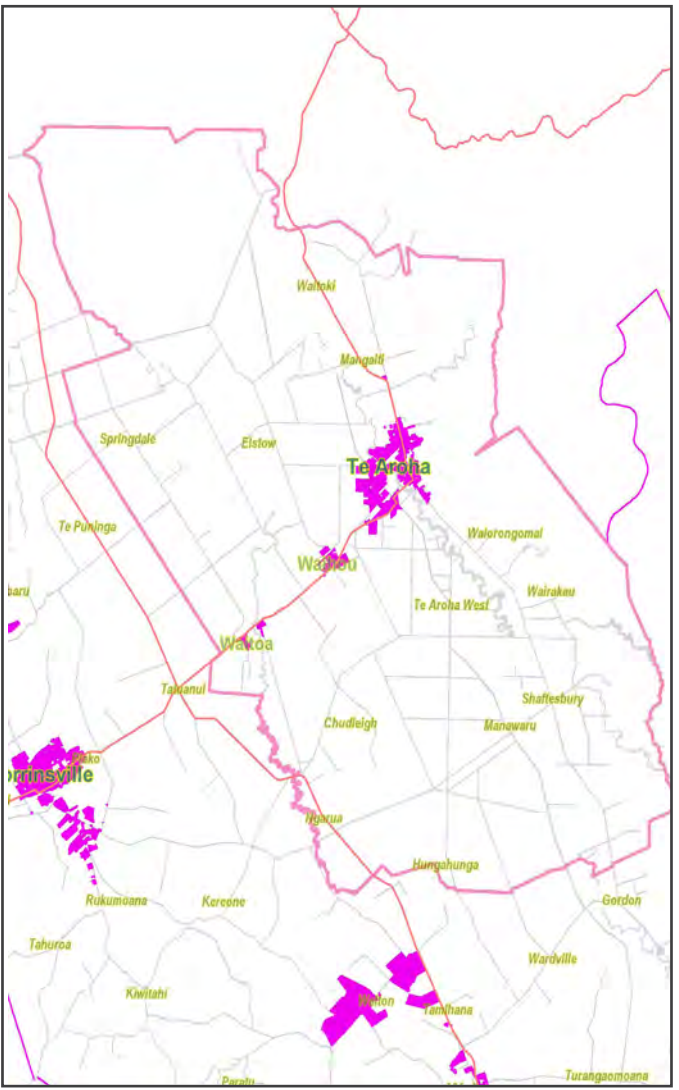 Waitoki
Mangaiti
Springdale
Elstow
Te Aroha
Te Puninga
Waiorongomai
Waihou
Wairakau
Te Aroha West
Waitoa
Tatuanui
Shaftesbury
Chudleigh
Manawaru
orrinsville
Ngarua
Hungahunga
Rukumoana
Kereone
Gordon
Tahuroa
Wardville
Kiwitahi
Walton
Tamihana
Turangaomoana